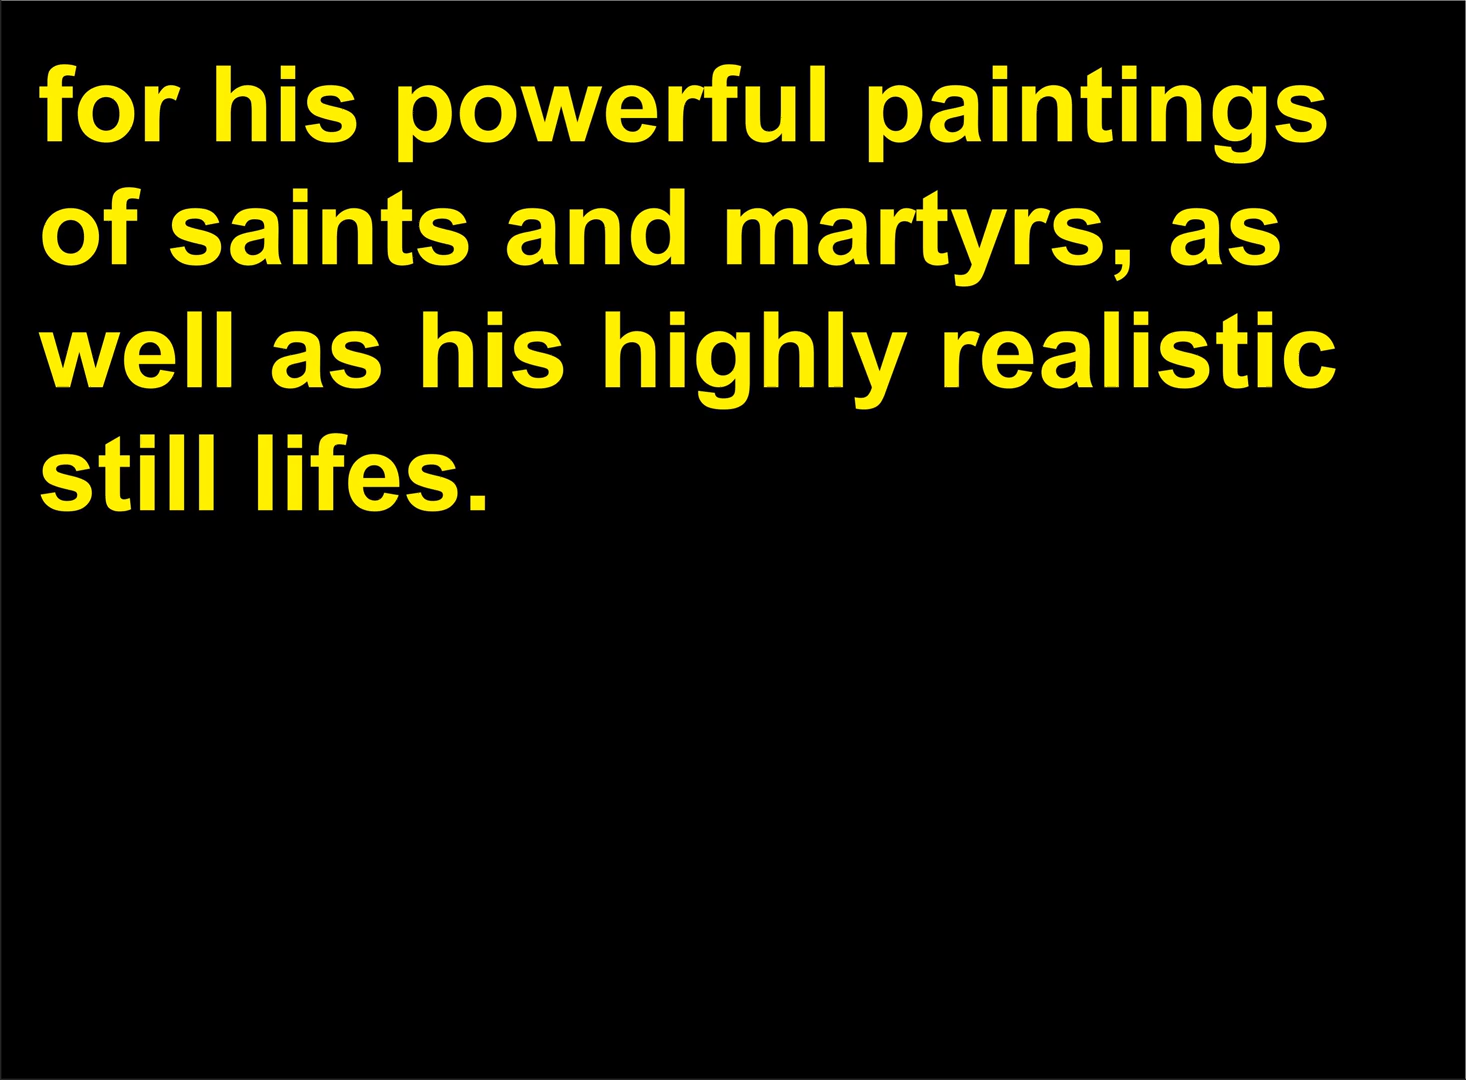 for his powerful paintings
of saints and martyrs, as
well as his highly realistic
still lifes.